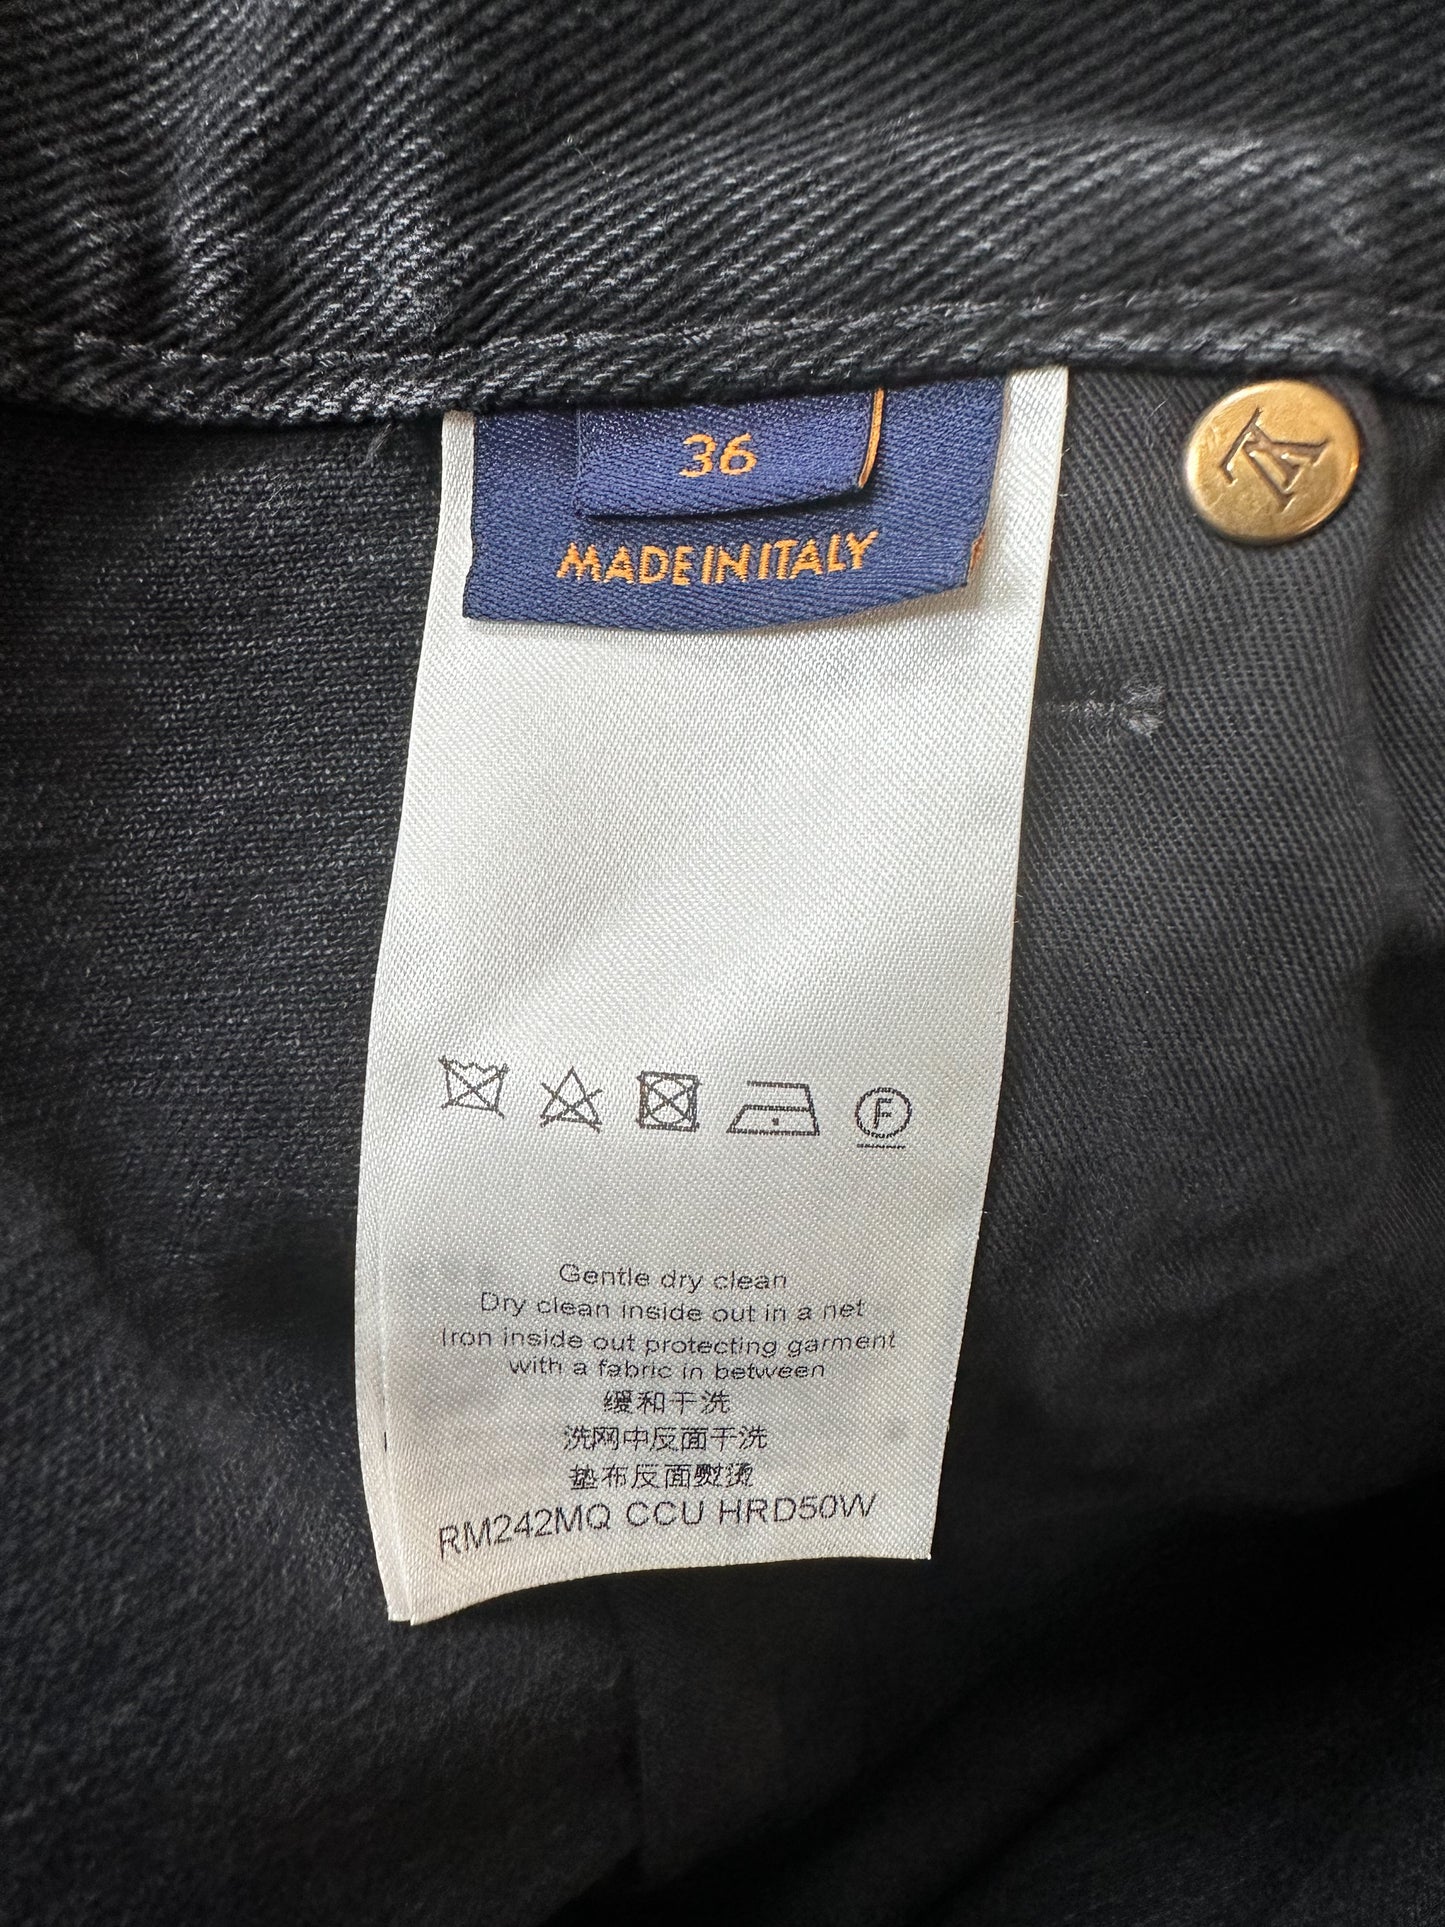 36
MADE IN ITALY
F
Gentle dry clean
Dry clean inside out in a net
Iron inside out protecting garment
with a fabric in between
缓和干洗
洗网中反面干洗
垫布反面熨烫
RM242MQ CCU HRD50W